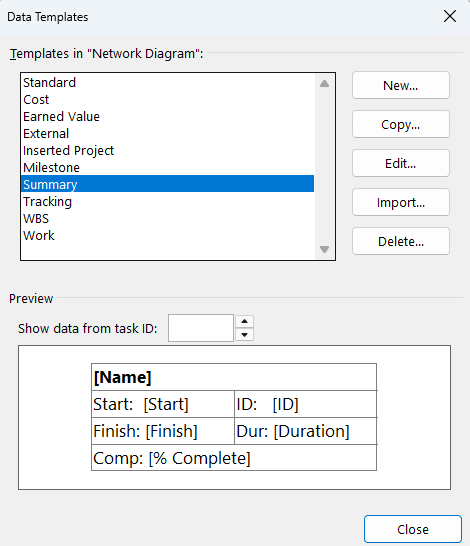 Data Templates
Templates in "Network Diagram":
Standard
Cost
Earned Value
External
Inserted Project
Milestone
Summary
Tracking
WBS
Work
New...
Copy...
Edit...
Import...
Delete...
Preview
Show data from task ID:
[Name]
Start: [Start] ID: [ID]
Finish: [Finish] Dur: [Duration]
Comp: [% Complete]
Close